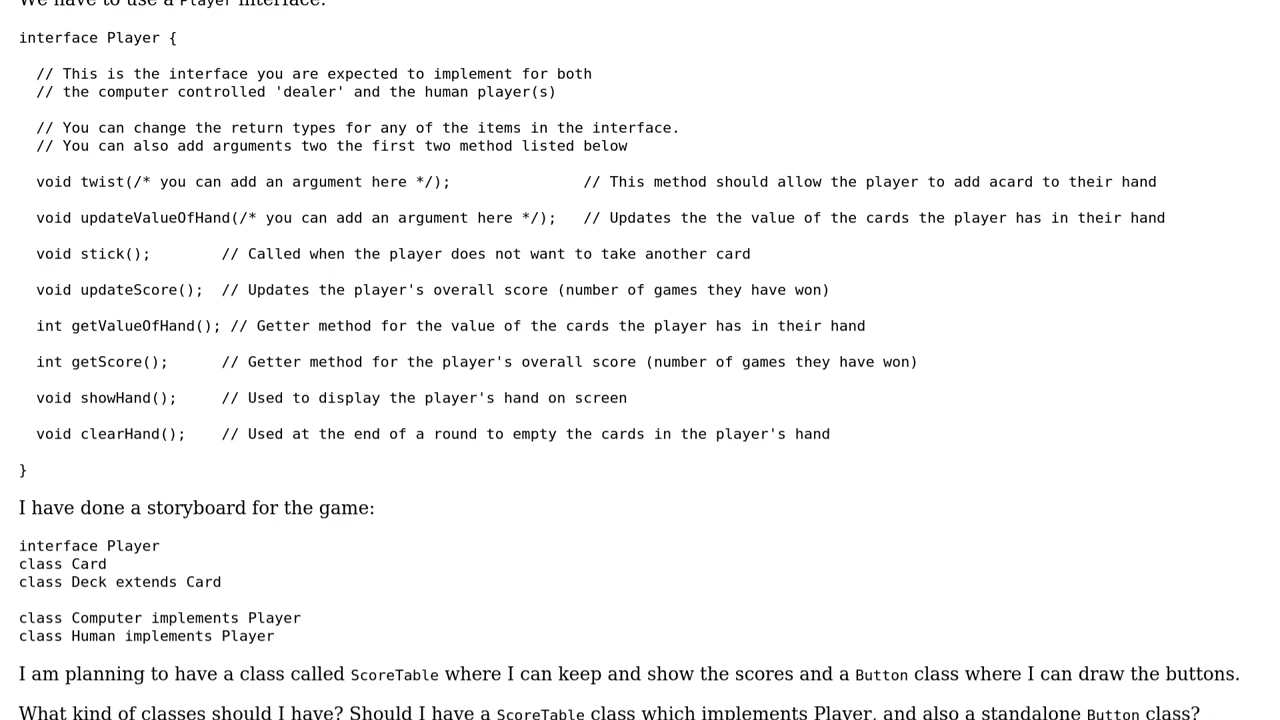 We have to use a Player interface.
interface Player {
// This is the interface you are expected to implement for both
// the computer controlled 'dealer' and the human player(s)
// You can change the return types for any of the items in the interface.
// You can also add arguments two the first two method listed below
void twist(/* you can add an argument here */); // This method should allow the player to add acard to their hand
void updateValueOfHand(/* you can add an argument here */); // Updates the the value of the cards the player has in their hand
void stick(); // Called when the player does not want to take another card
void updateScore(); // Updates the player's overall score (number of games they have won)
int getValueOfHand(); // Getter method for the value of the cards the player has in their hand
int getScore(); // Getter method for the player's overall score (number of games they have won)
void showHand(); // Used to display the player's hand on screen
void clearHand(); // Used at the end of a round to empty the cards in the player's hand
}
I have done a storyboard for the game:
interface Player
class Card
class Deck extends Card
class Computer implements Player
class Human implements Player
I am planning to have a class called ScoreTable where I can keep and show the scores and a Button class where I can draw the buttons.
What kind of classes should I have? Should I have a ScoreTable class which implements Player, and also a standalone Button class?